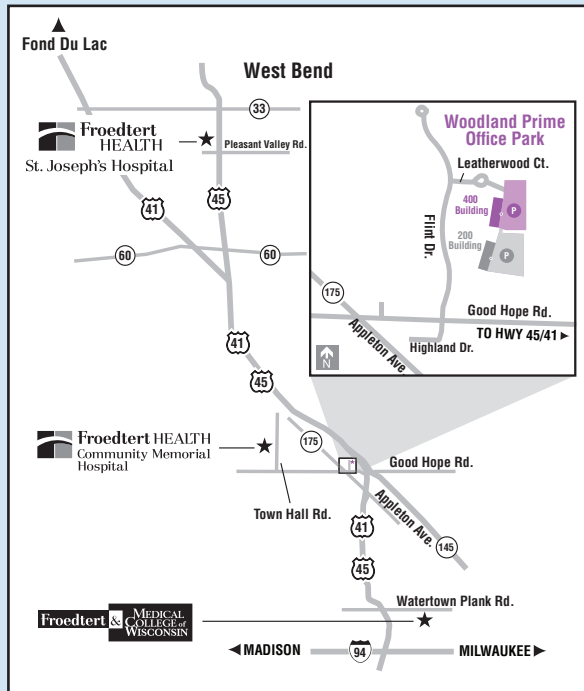 Fond Du Lac
West Bend
33
Froedtert
HEALTH
St. Joseph's Hospital
Pleasant Valley Rd.
41
45
60
60
41
45
Woodland Prime
Office Park
Leatherwood Ct.
400
Building
P
200
Building
P
Flint Dr.
175
Appleton Ave.
Good Hope Rd.
TO HWY 45/41
Highland Dr.
N
Froedtert HEALTH
Community Memorial
Hospital
175
Good Hope Rd.
Town Hall Rd.
Appleton Ave.
41
145
45
Watertown Plank Rd.
Froedtert & MEDICAL
COLLEGE of
WISCONSIN
MADISON
94
MILWAUKEE